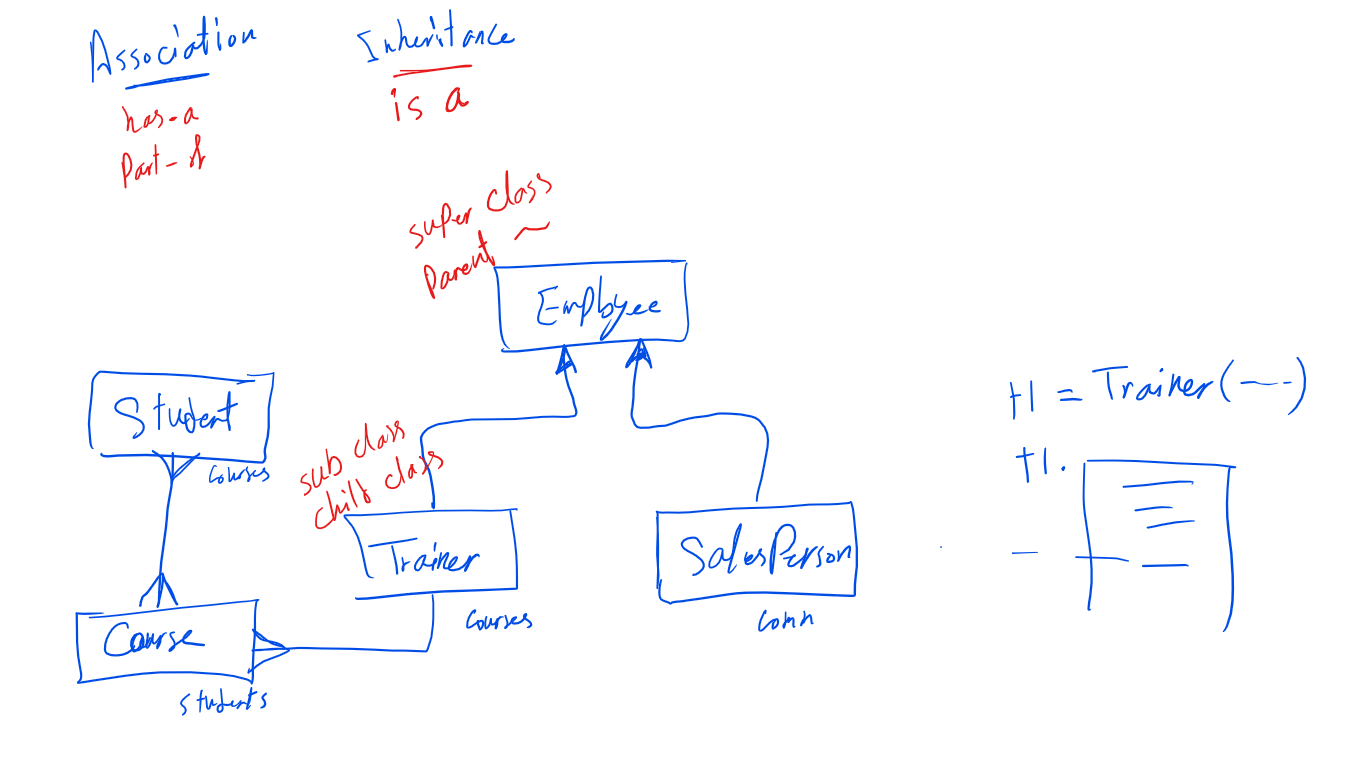 Association
has-a
Part-of
Inheritance
is a
super class
Parent ~
Employee
Student
Courses
sub class
child class
Trainer
Courses
SalesPerson
Comm
Course
students
t1 = Trainer(----)
t1.